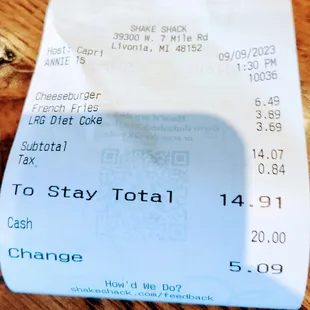 SHAKE SHACK
39300 W. 7 Mile Rd
Livonia, MI 48152
Host: Capri 09/09/2023
ANNIE 15 1:30 PM
10036
Cheeseburger 6.49
French Fries 3.89
LRG Diet Coke 3.69
Subtotal 14.07
Tax 0.84
To Stay Total 14.91
Cash 20.00
Change 5.09
How'd We Do?
shakeshack.com/feedback